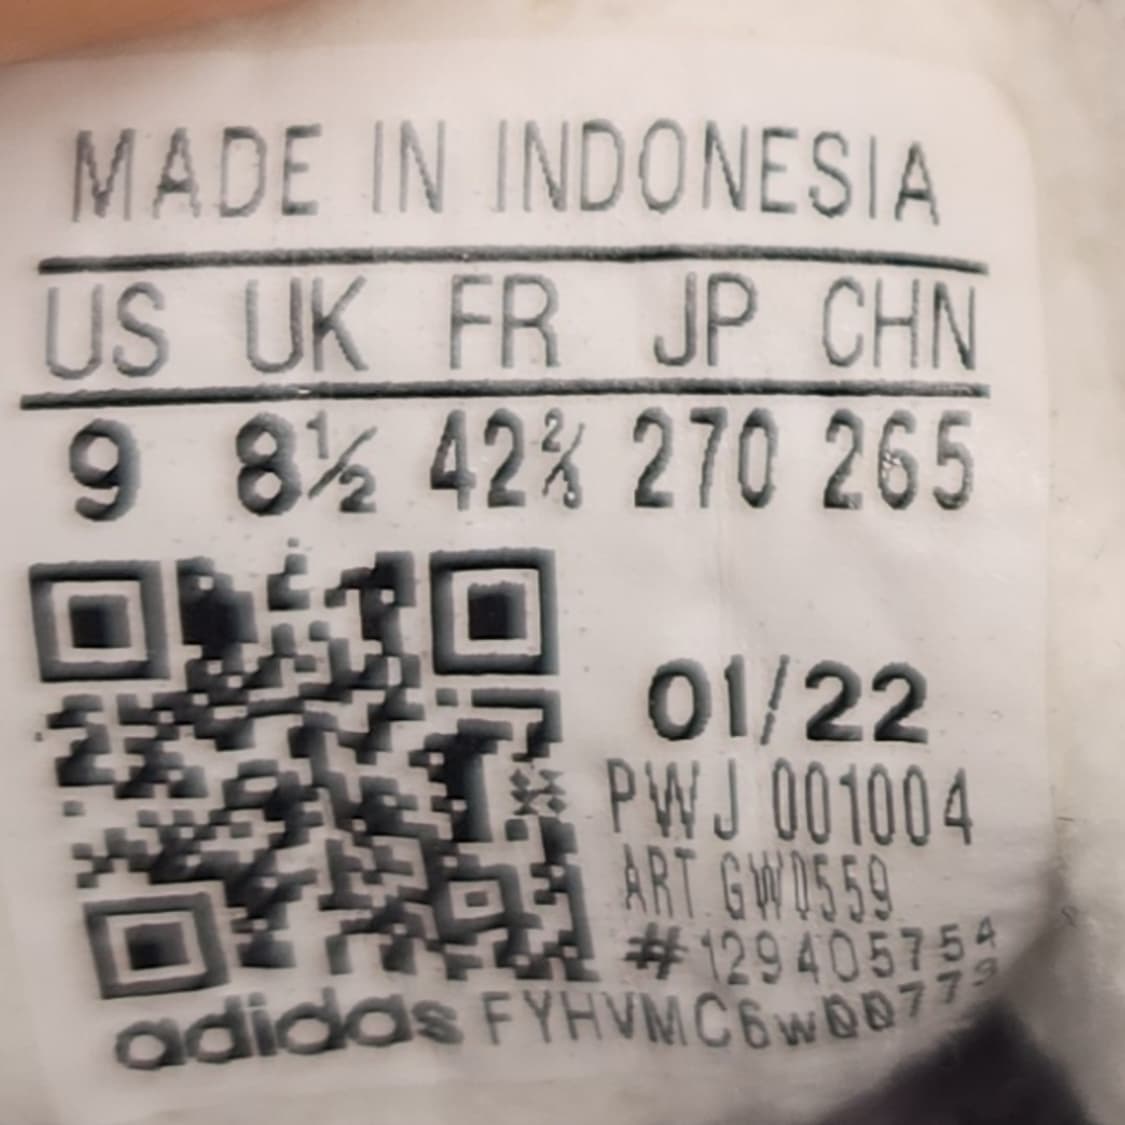 MADE IN INDONESIA
US UK FR JP CHN
9 8½ 42⅔ 270 265
01/22
PWJ 001004
ART GW0559
#129405754
adidas FYHVMC6w00779